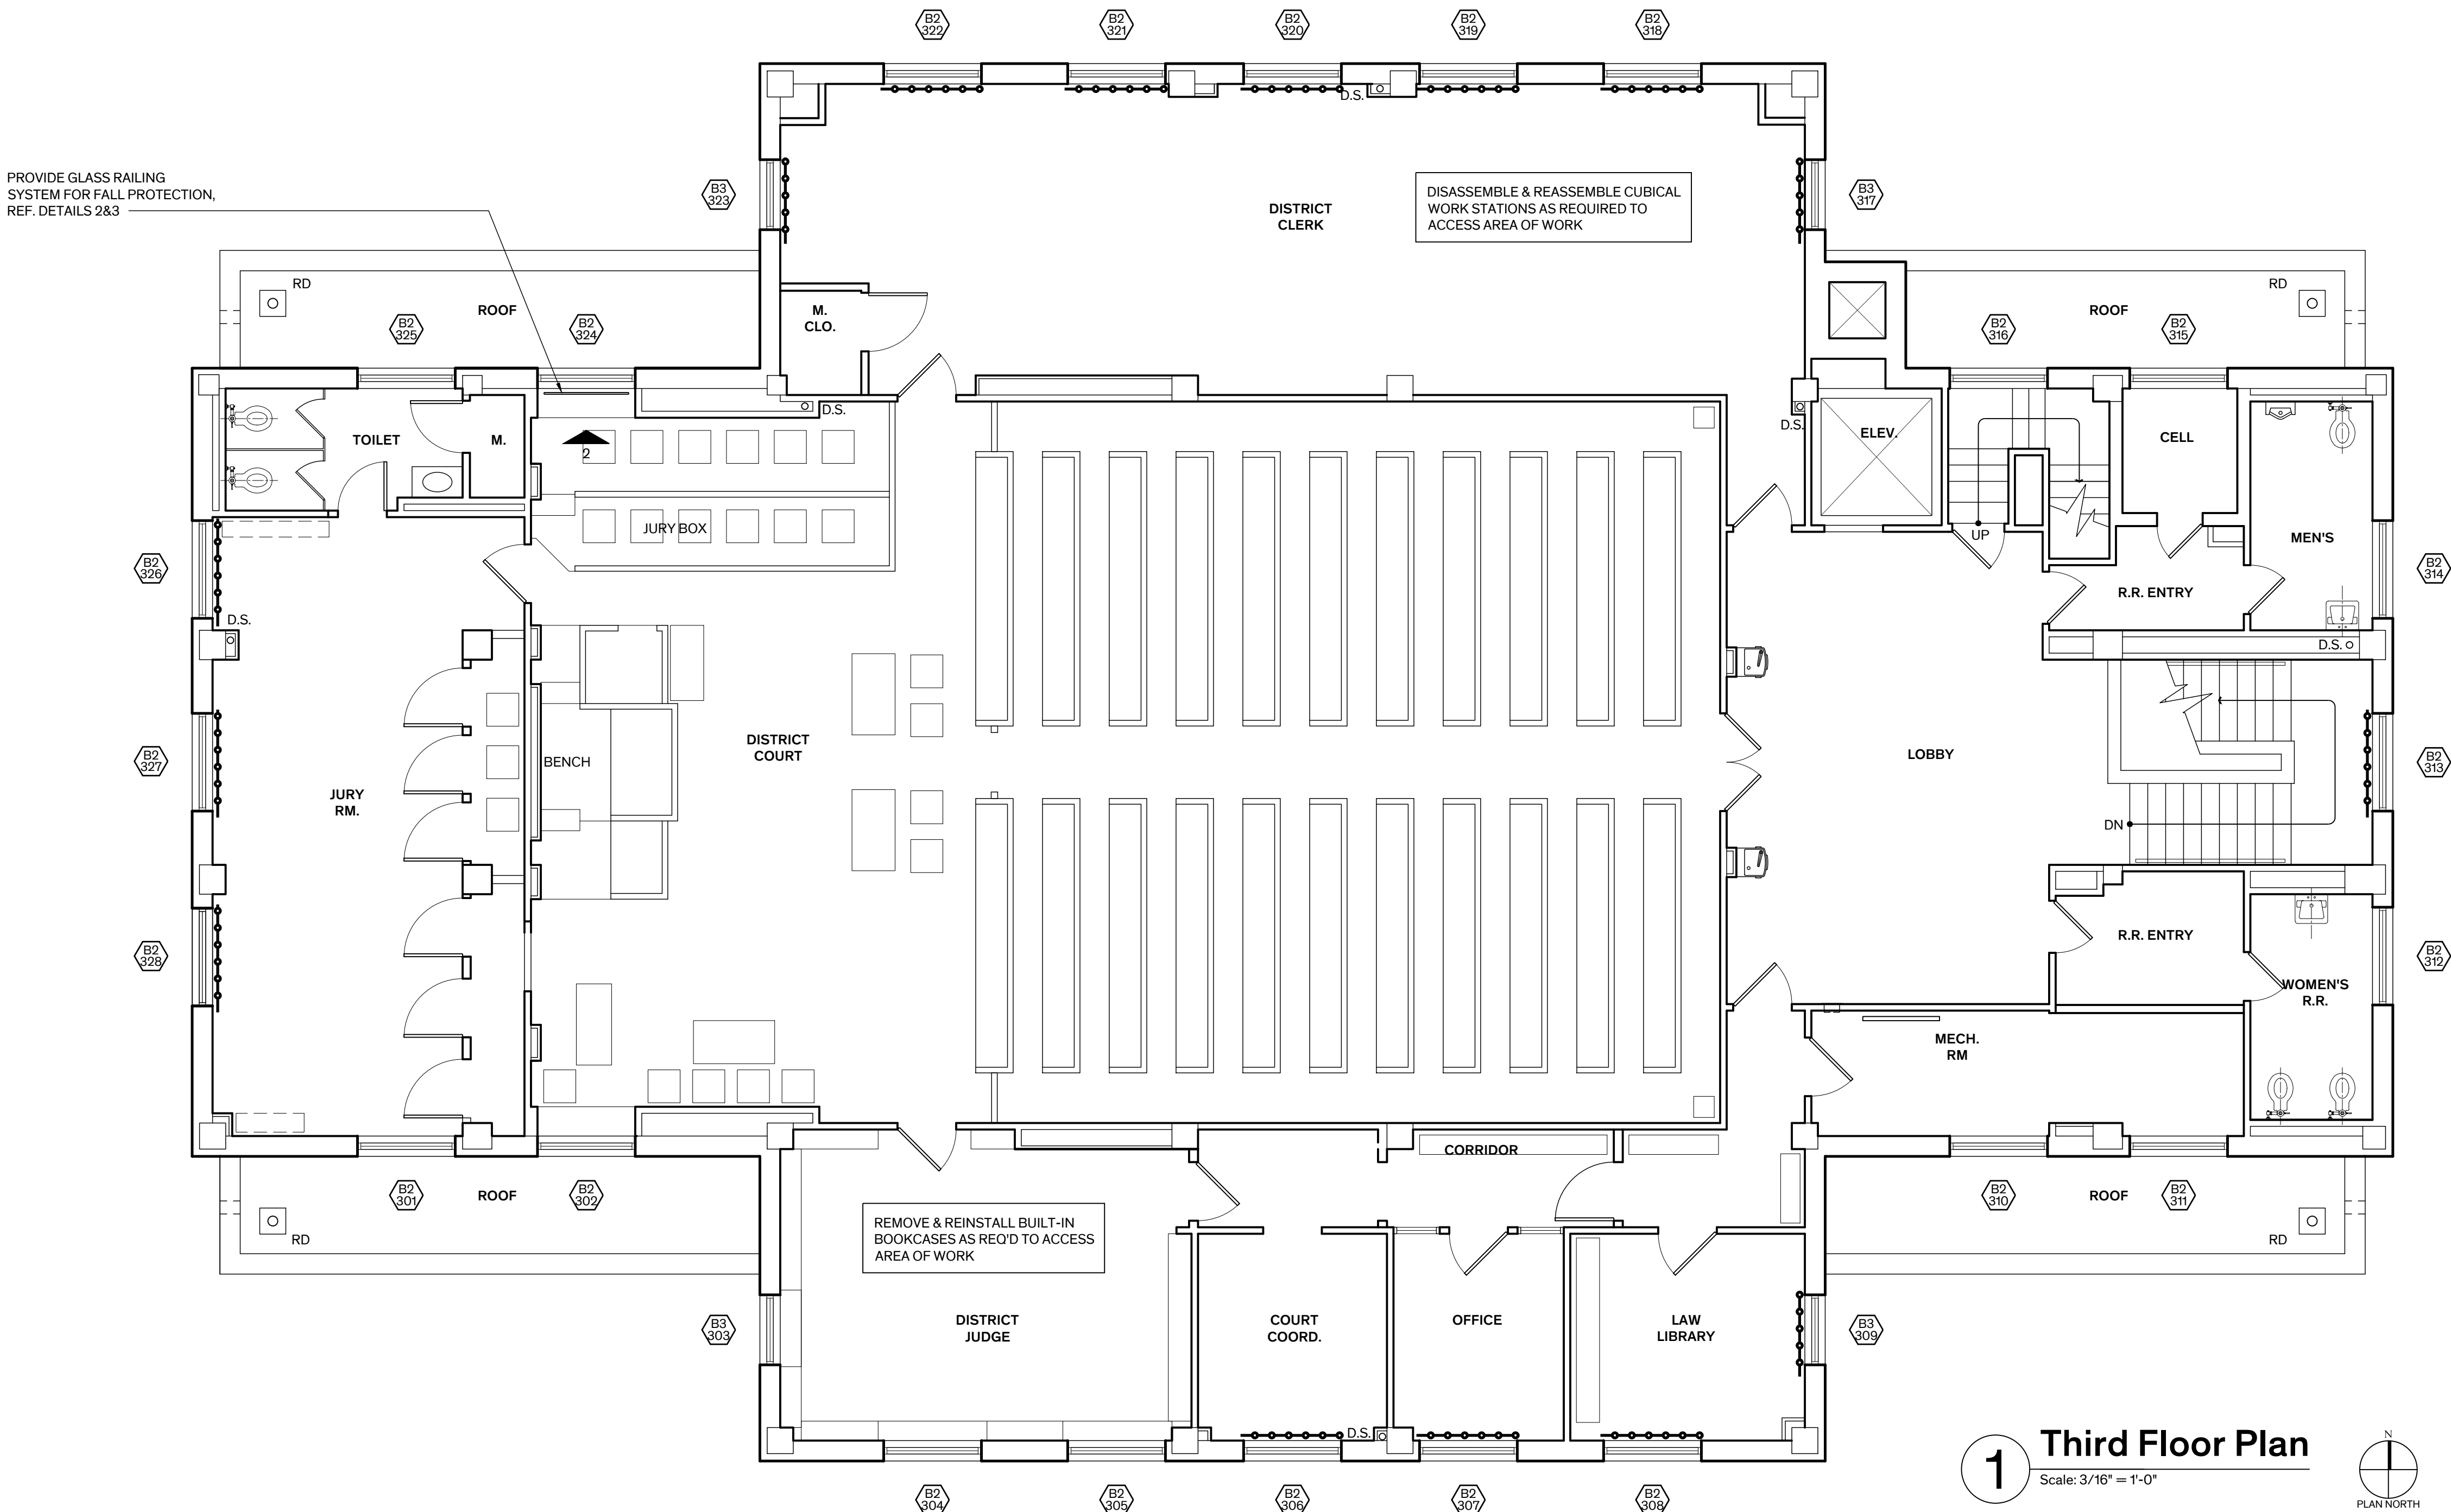 B2
322
B2
321
B2
320
B2
319
B2
318
D.S.
PROVIDE GLASS RAILING
SYSTEM FOR FALL PROTECTION,
REF. DETAILS 2&3
B3
323
DISTRICT
CLERK
DISASSEMBLE & REASSEMBLE CUBICAL
WORK STATIONS AS REQUIRED TO
ACCESS AREA OF WORK
B3
317
RD
ROOF
B2
325
B2
324
M.
CLO.
RD
ROOF
B2
316
B2
315
D.S.
D.S.
TOILET
M.
2
ELEV.
CELL
JURY BOX
UP
MEN'S
B2
326
B2
314
R.R. ENTRY
D.S.
D.S.
B2
327
JURY
RM.
BENCH
DISTRICT
COURT
LOBBY
B2
313
DN
B2
328
R.R. ENTRY
B2
312
WOMEN'S
R.R.
MECH.
RM
CORRIDOR
B2
301
ROOF
B2
302
RD
REMOVE & REINSTALL BUILT-IN
BOOKCASES AS REQ'D TO ACCESS
AREA OF WORK
B2
310
ROOF
B2
311
RD
B3
303
DISTRICT
JUDGE
COURT
COORD.
OFFICE
LAW
LIBRARY
B3
309
D.S.
B2
304
B2
305
B2
306
B2
307
B2
308
1
Third Floor Plan
Scale: 3/16" = 1'-0"
N
PLAN NORTH